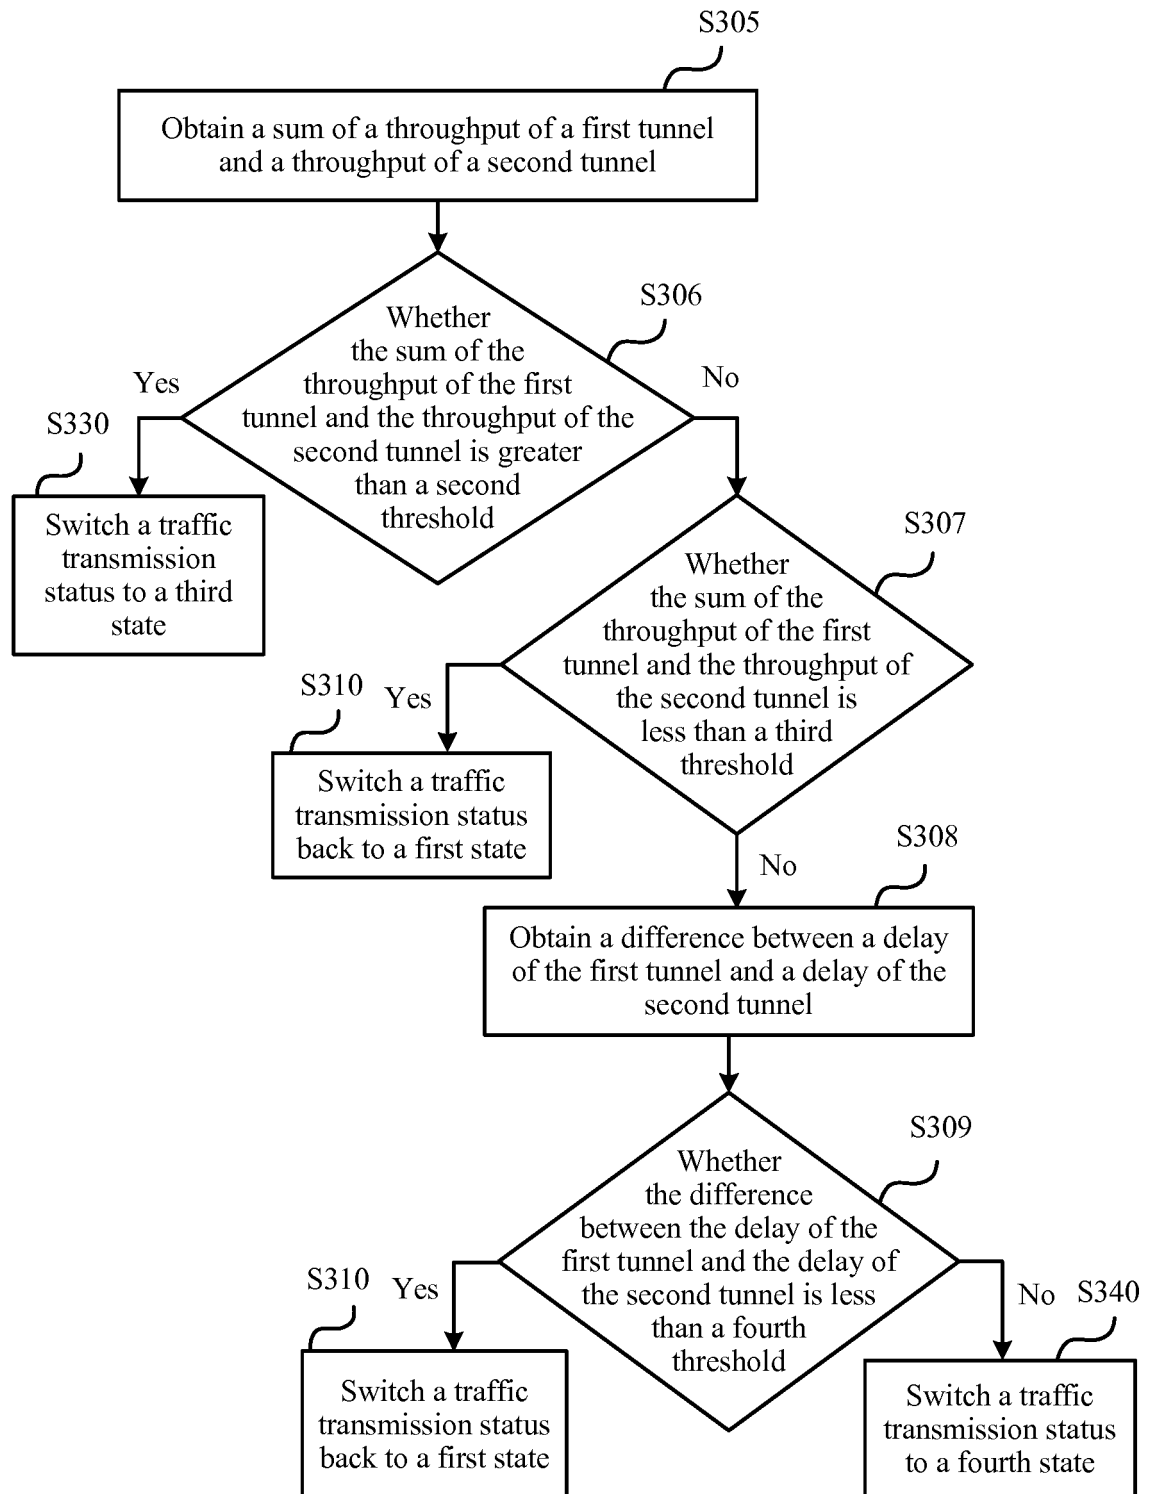 S305
Obtain a sum of a throughput of a first tunnel
and a throughput of a second tunnel
S306
Whether
the sum of the
throughput of the first
tunnel and the throughput of the
second tunnel is greater
than a second
threshold
Yes
No
S330
Switch a traffic
transmission
status to a third
state
S307
Whether
the sum of the
throughput of the first
tunnel and the throughput of
the second tunnel is
less than a third
threshold
S310
Yes
Switch a traffic
transmission status
back to a first state
No
S308
Obtain a difference between a delay
of the first tunnel and a delay of the
second tunnel
S309
Whether
the difference
between the delay of the
first tunnel and the delay of
the second tunnel is less
than a fourth
threshold
S310
Yes
Switch a traffic
transmission status
back to a first state
No
S340
Switch a traffic
transmission status
to a fourth state